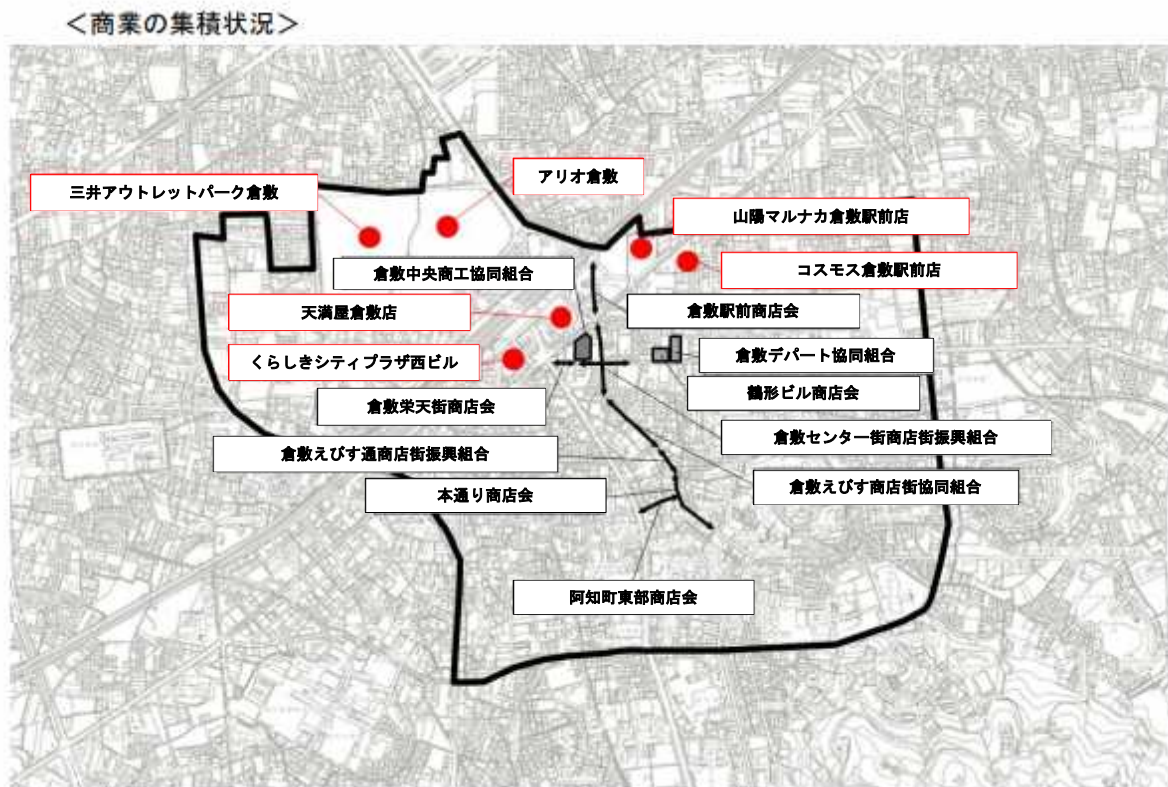 ＜商業の集積状況＞
アリオ倉敷
三井アウトレットパーク倉敷
山陽マルナカ倉敷駅前店
倉敷中央商工協同組合
コスモス倉敷駅前店
天満屋倉敷店
倉敷駅前商店会
くらしきシティプラザ西ビル
倉敷デパート協同組合
鶴形ビル商店会
倉敷栄天街商店会
倉敷センター街商店街振興組合
倉敷えびす通商店街振興組合
倉敷えびす商店街協同組合
本通り商店会
阿知町東部商店会